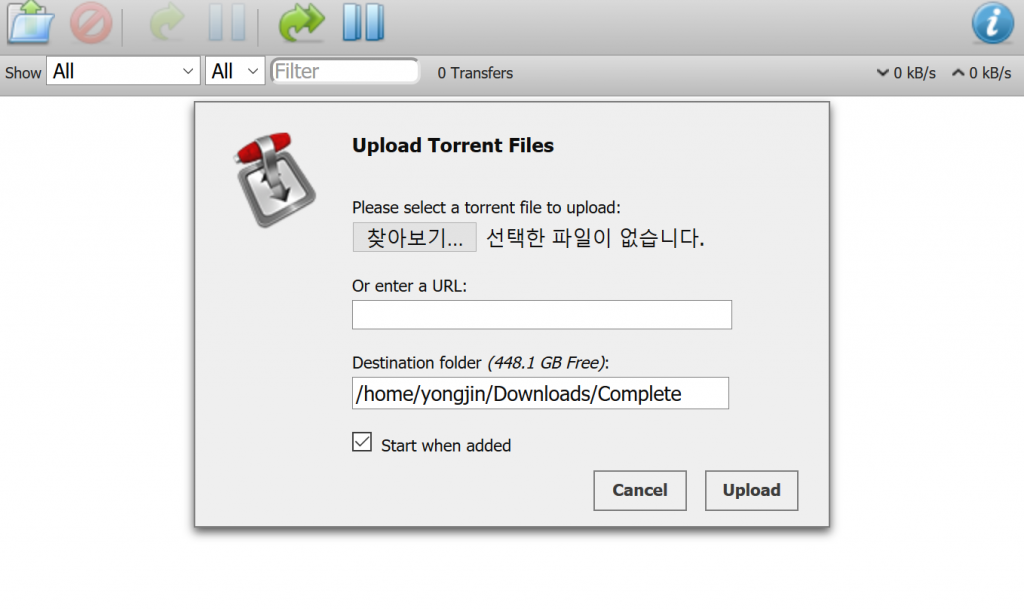 Show All All Filter 0 Transfers 0 kB/s 0 kB/s
Upload Torrent Files
Please select a torrent file to upload:
찾아보기... 선택한 파일이 없습니다.
Or enter a URL:
Destination folder (448.1 GB Free):
/home/yongjin/Downloads/Complete
Start when added
Cancel Upload